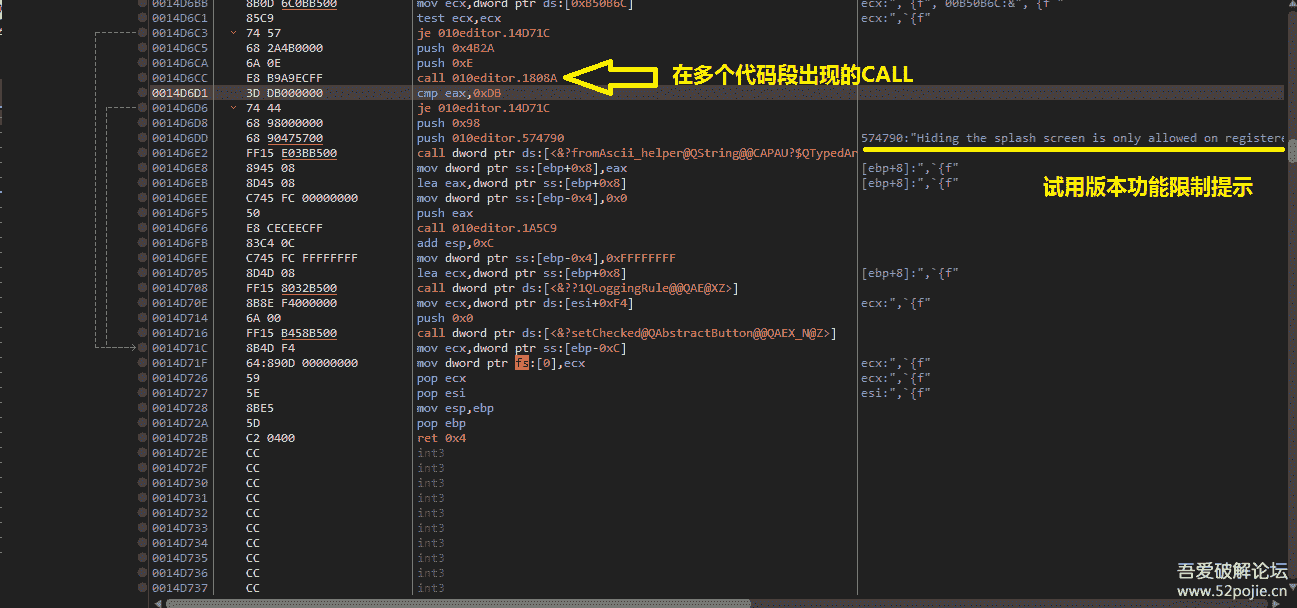 0014D6BB 8B0D 6C0BB500 mov ecx,dword ptr ds:[0xB50B6C] ecx:",`{f", 00B50B6C:&",`{f"
0014D6C1 85C9 test ecx,ecx ecx:",`{f"
0014D6C3 74 57 je 010editor.14D71C
0014D6C5 68 2A4B0000 push 0x4B2A
0014D6CA 6A 0E push 0xE
0014D6CC E8 B9A9ECFF call 010editor.1808A 在多个代码段出现的CALL
0014D6D1 3D DB000000 cmp eax,0xDB
0014D6D6 74 44 je 010editor.14D71C
0014D6D8 68 98000000 push 0x98
0014D6DD 68 90475700 push 010editor.574790 574790:"Hiding the splash screen is only allowed on registere
0014D6E2 FF15 E03BB500 call dword ptr ds:[<&?fromAscii_helper@QString@@CAPAU?$QTypedAr
0014D6E8 8945 08 mov dword ptr ss:[ebp+0x8],eax [ebp+8]:",`{f"
0014D6EB 8D45 08 lea eax,dword ptr ss:[ebp+0x8] [ebp+8]:",`{f" 试用版本功能限制提示
0014D6EE C745 FC 00000000 mov dword ptr ss:[ebp-0x4],0x0
0014D6F5 50 push eax
0014D6F6 E8 CECEECFF call 010editor.1A5C9
0014D6FB 83C4 0C add esp,0xC
0014D6FE C745 FC FFFFFFFF mov dword ptr ss:[ebp-0x4],0xFFFFFFFF
0014D705 8D4D 08 lea ecx,dword ptr ss:[ebp+0x8] [ebp+8]:",`{f"
0014D708 FF15 8032B500 call dword ptr ds:[<&??1QLoggingRule@@QAE@XZ>]
0014D70E 8B8E F4000000 mov ecx,dword ptr ds:[esi+0xF4] ecx:",`{f"
0014D714 6A 00 push 0x0
0014D716 FF15 B458B500 call dword ptr ds:[<&?setChecked@QAbstractButton@@QAEX_N@Z>]
0014D71C 8B4D F4 mov ecx,dword ptr ss:[ebp-0xC]
0014D71F 64:890D 00000000 mov dword ptr fs:[0],ecx ecx:",`{f"
0014D726 59 pop ecx ecx:",`{f"
0014D727 5E pop esi esi:",`{f"
0014D728 8BE5 mov esp,ebp
0014D72A 5D pop ebp
0014D72B C2 0400 ret 0x4
0014D72E CC int3
0014D72F CC int3
0014D730 CC int3
0014D731 CC int3
0014D732 CC int3
0014D733 CC int3
0014D734 CC int3
0014D735 CC int3
0014D736 CC int3
0014D737 CC int3
吾爱破解论坛
www.52pojie.cn